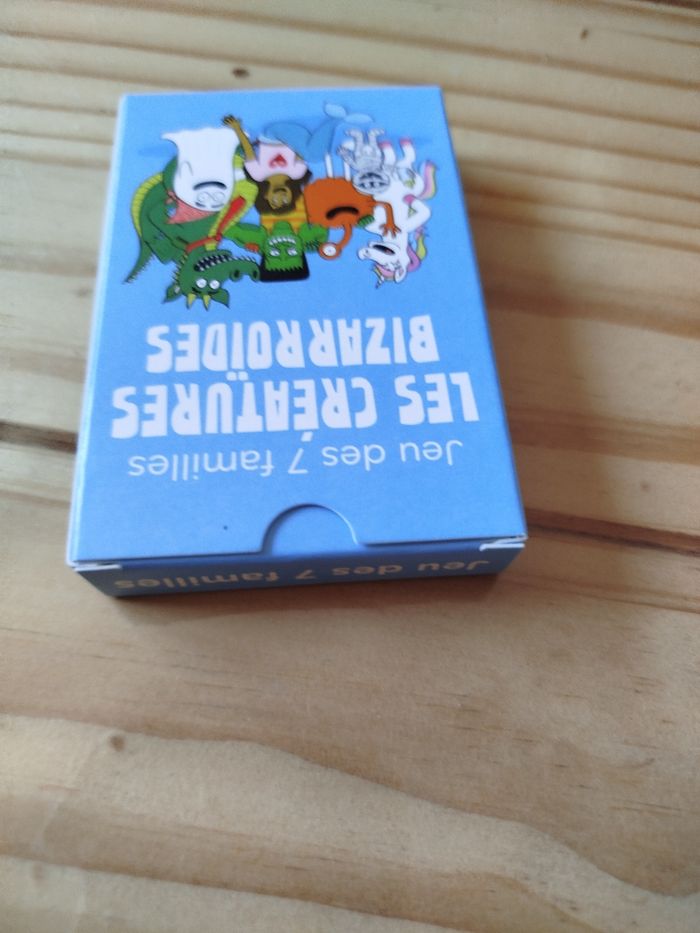 Jeu des 7 familles
LES CRÉATURES
BIZARROÏDES
Jeu des 7 familles